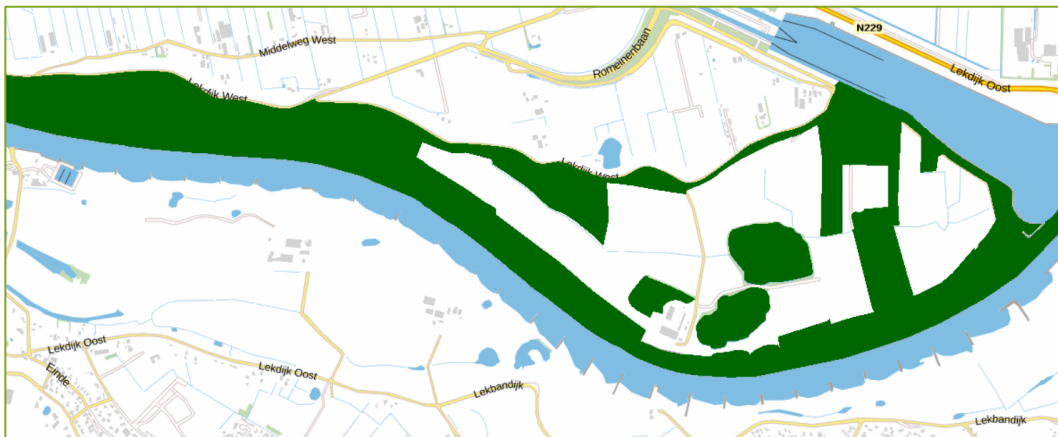 N229
Middelweg West
Romeinenbaan
Lekdijk Oost
Lekdijk West
Lekdijk West
Lekdijk Oost
Einde
Lekdijk Oost
Lekbandijk
Lekbandijk